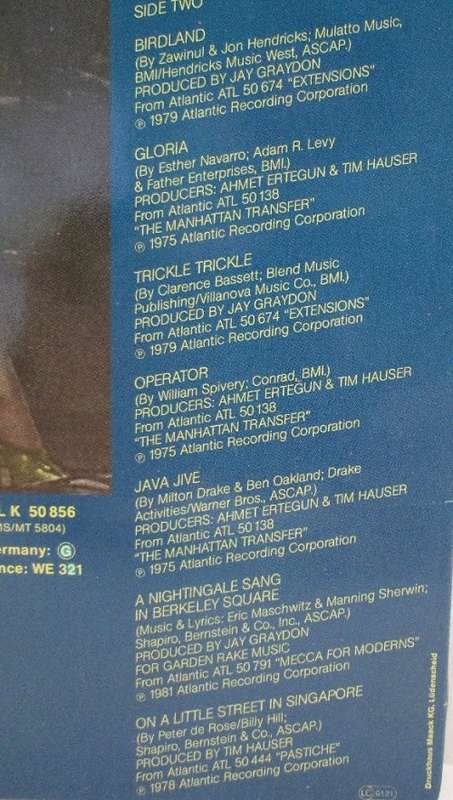 SIDE TWO
BIRDLAND
(By Zawinul & Jon Hendricks; Mulatto Music,
BMI/Hendricks Music West, ASCAP.)
PRODUCED BY JAY GRAYDON
From Atlantic ATL 50 674 "EXTENSIONS"
℗ 1979 Atlantic Recording Corporation
GLORIA
(By Esther Navarro; Adam R. Levy
& Father Enterprises, BMI.)
PRODUCERS: AHMET ERTEGUN & TIM HAUSER
From Atlantic ATL 50 138
"THE MANHATTAN TRANSFER"
℗ 1975 Atlantic Recording Corporation
TRICKLE TRICKLE
(By Clarence Bassett; Blend Music
Publishing/Villanova Music Co., BMI.)
PRODUCED BY JAY GRAYDON
From Atlantic ATL 50 674 "EXTENSIONS"
℗ 1979 Atlantic Recording Corporation
OPERATOR
(By William Spivery; Conrad, BMI.)
PRODUCERS: AHMET ERTEGUN & TIM HAUSER
From Atlantic ATL 50 138
"THE MANHATTAN TRANSFER"
℗ 1975 Atlantic Recording Corporation
JAVA JIVE
(By Milton Drake & Ben Oakland; Drake
Activities/Warner Bros., ASCAP.)
PRODUCERS: AHMET ERTEGUN & TIM HAUSER
From Atlantic ATL 50 138
"THE MANHATTAN TRANSFER"
℗ 1975 Atlantic Recording Corporation
A NIGHTINGALE SANG
IN BERKELEY SQUARE
(Music & Lyrics: Eric Maschwitz & Manning Sherwin;
Shapiro, Bernstein & Co., Inc., ASCAP.)
PRODUCED BY JAY GRAYDON
FOR GARDEN RAKE MUSIC
From Atlantic ATL 50 791 "MECCA FOR MODERNS"
℗ 1981 Atlantic Recording Corporation
ON A LITTLE STREET IN SINGAPORE
(By Peter de Rose/Billy Hill;
Shapiro, Bernstein & Co., ASCAP.)
PRODUCED BY TIM HAUSER
From Atlantic ATL 50 444 "PASTICHE"
℗ 1978 Atlantic Recording Corporation
L K 50 856
MS/MT 5804)
ermany: G
nce: WE 321
Druckhaus Maack KG, Lüdenscheid
LC 0121